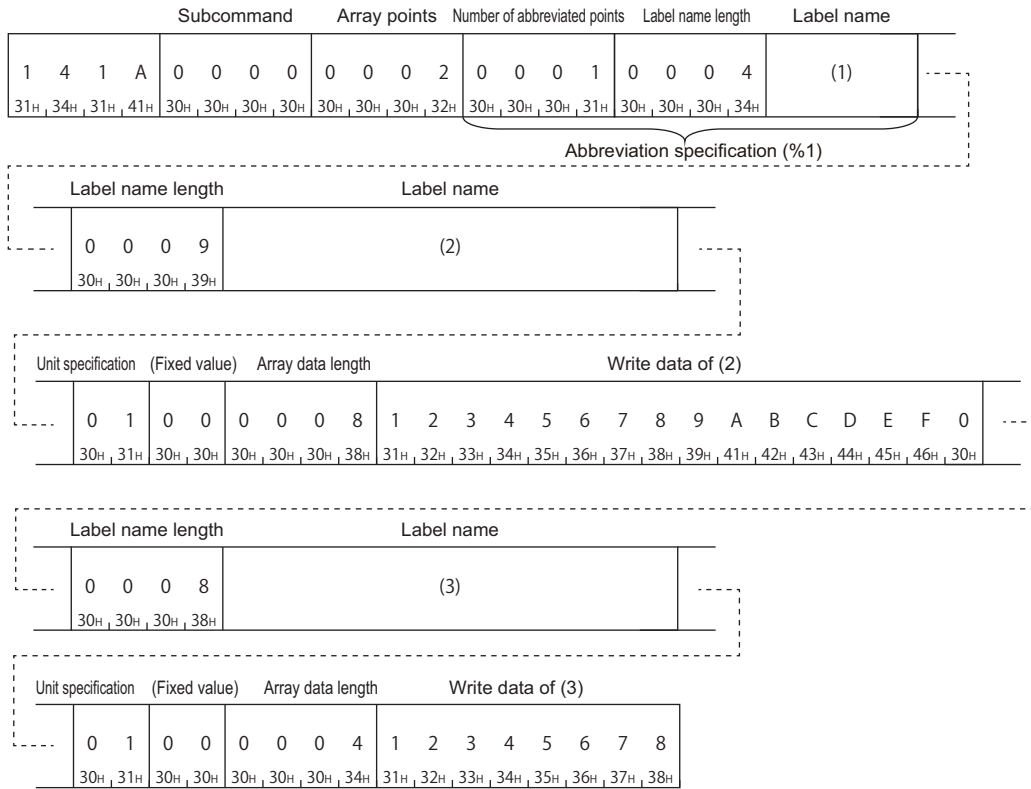 Subcommand Array points Number of abbreviated points Label name length Label name
1 4 1 A 0 0 0 0 0 0 0 2 0 0 0 1 0 0 0 4 (1)
31H 34H 31H 41H 30H 30H 30H 30H 30H 30H 30H 32H 30H 30H 30H 31H 30H 30H 30H 34H
Abbreviation specification (%1)
Label name length Label name
0 0 0 9 (2)
30H 30H 30H 39H
Unit specification (Fixed value) Array data length Write data of (2)
0 1 0 0 0 0 0 8 1 2 3 4 5 6 7 8 9 A B C D E F 0
30H 31H 30H 30H 30H 30H 30H 38H 31H 32H 33H 34H 35H 36H 37H 38H 39H 41H 42H 43H 44H 45H 46H 30H
Label name length Label name
0 0 0 8 (3)
30H 30H 30H 38H
Unit specification (Fixed value) Array data length Write data of (3)
0 1 0 0 0 0 0 4 1 2 3 4 5 6 7 8
30H 31H 30H 30H 30H 30H 30H 34H 31H 32H 33H 34H 35H 36H 37H 38H